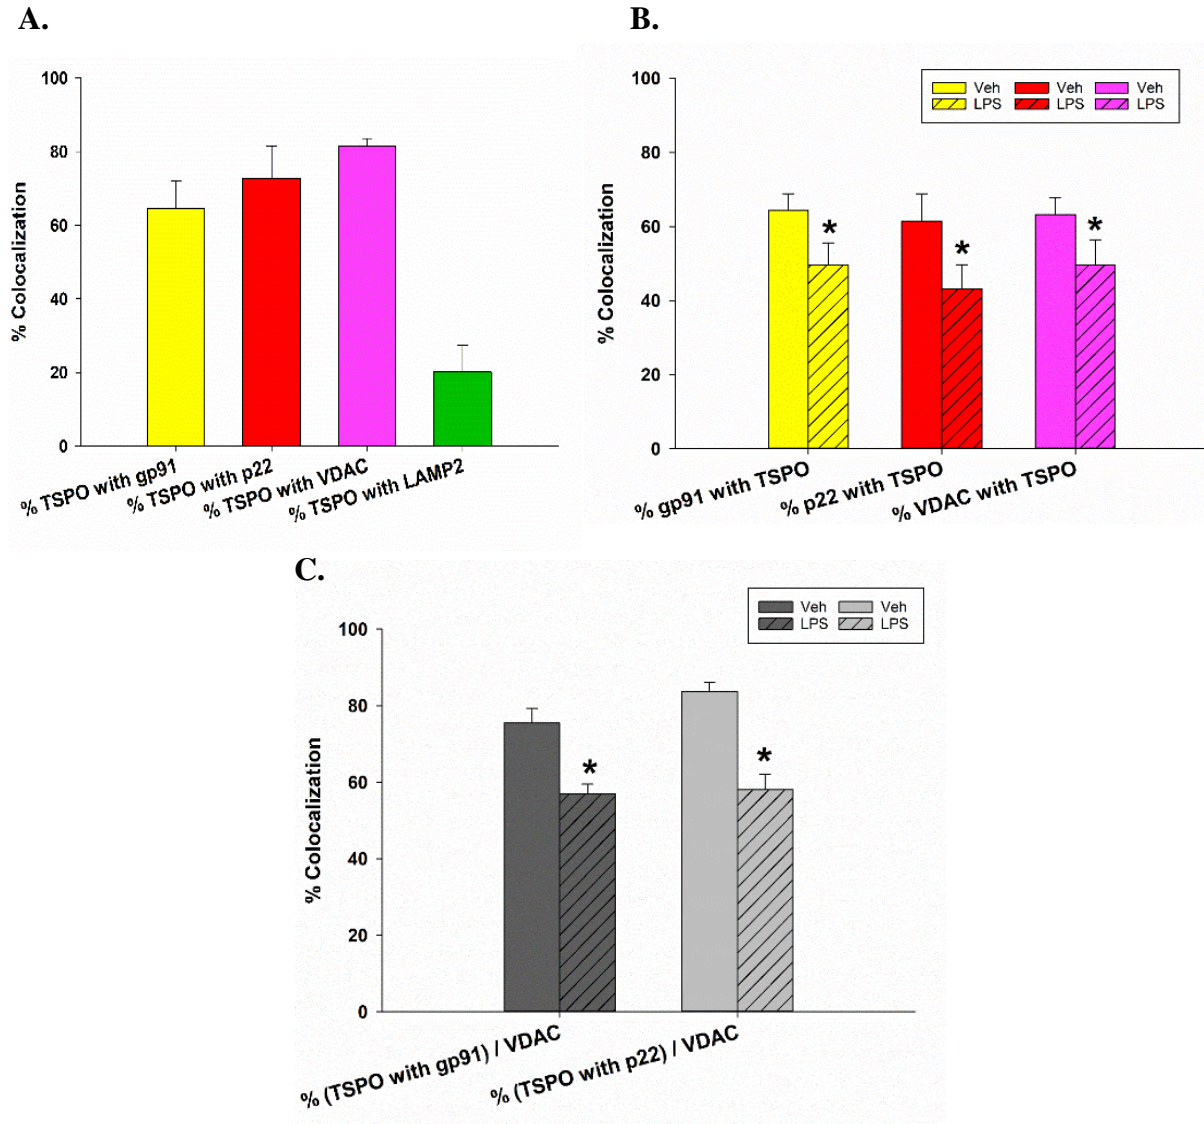 A.
100
80
60
40
20
0
% Colocalization
% TSPO with gp91
% TSPO with p22
% TSPO with VDAC
% TSPO with LAMP2
B.
Veh Veh Veh
LPS LPS LPS
100
80
60
40
20
0
% Colocalization
*
*
*
% gp91 with TSPO
% p22 with TSPO
% VDAC with TSPO
C.
Veh Veh
LPS LPS
100
80
60
40
20
0
% Colocalization
*
*
% (TSPO with gp91) / VDAC
% (TSPO with p22) / VDAC